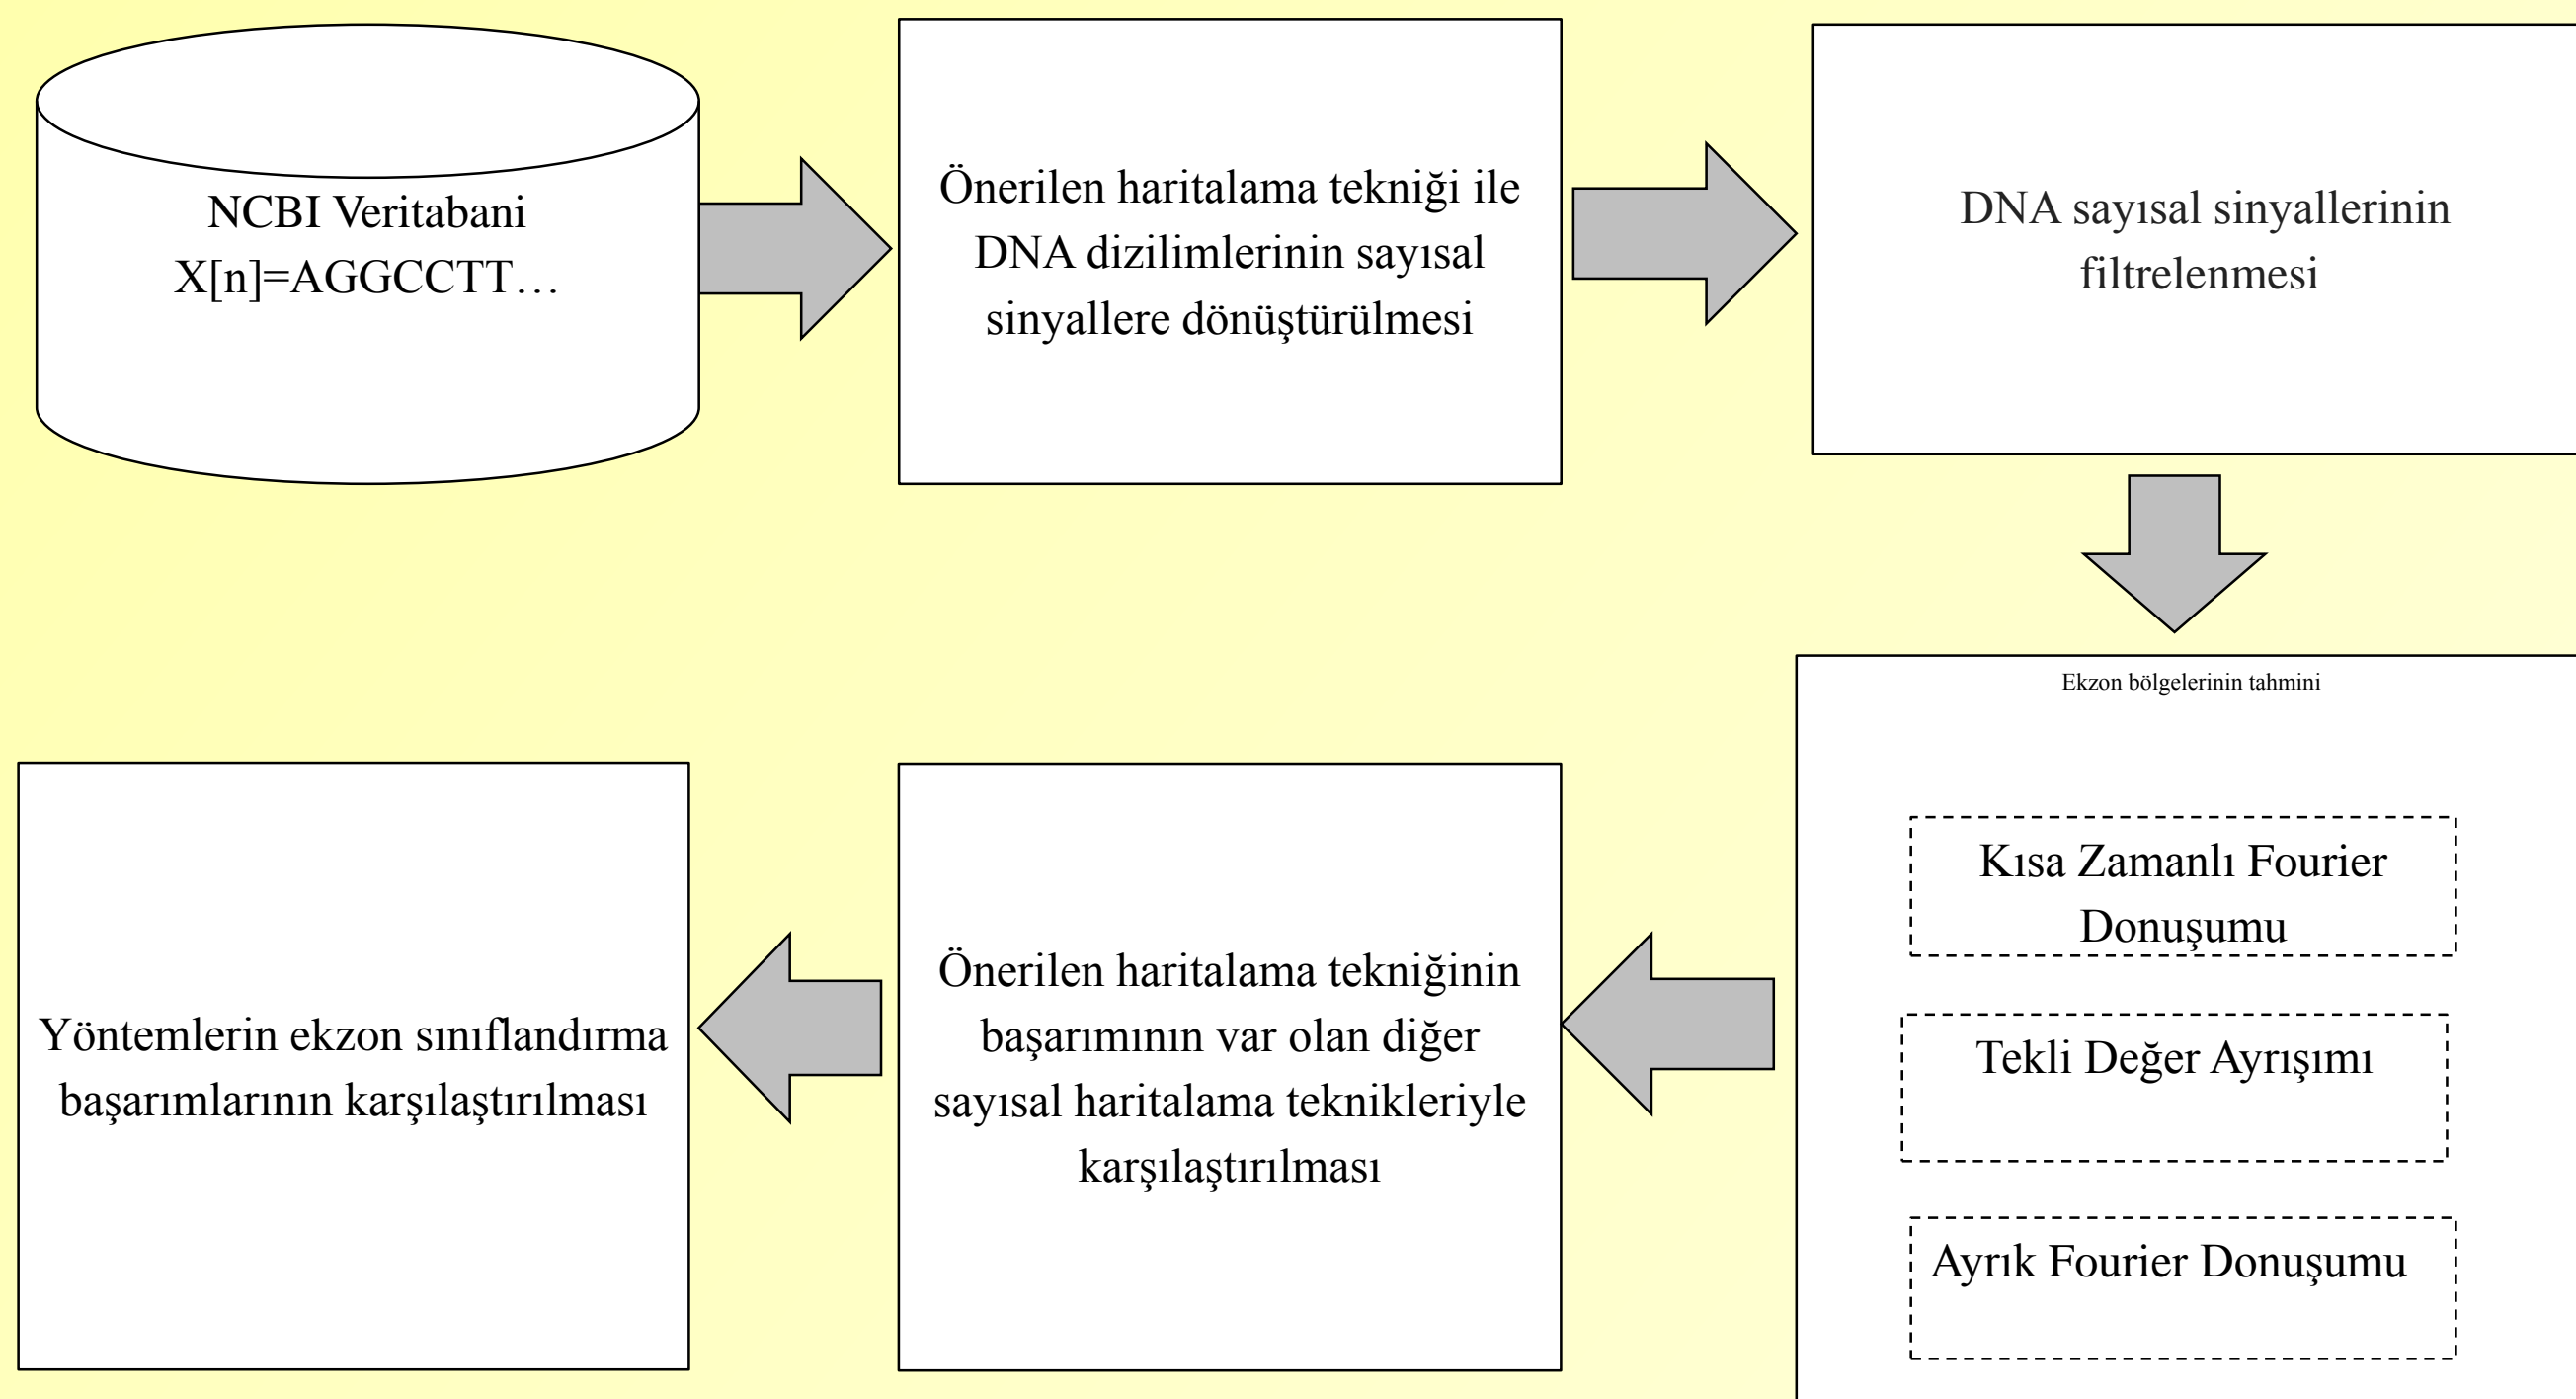 NCBI Veritabani
X[n]=AGGCCTT…
Önerilen haritalama tekniği ile
DNA dizilimlerinin sayısal
sinyallere dönüştürülmesi
DNA sayısal sinyallerinin
filtrelenmesi
Ekzon bölgelerinin tahmini
Kısa Zamanlı Fourier
Donuşumu
Tekli Değer Ayrışımı
Ayrık Fourier Donuşumu
Önerilen haritalama tekniğinin
başarımının var olan diğer
sayısal haritalama teknikleriyle
karşılaştırılması
Yöntemlerin ekzon sınıflandırma
başarımlarının karşılaştırılması